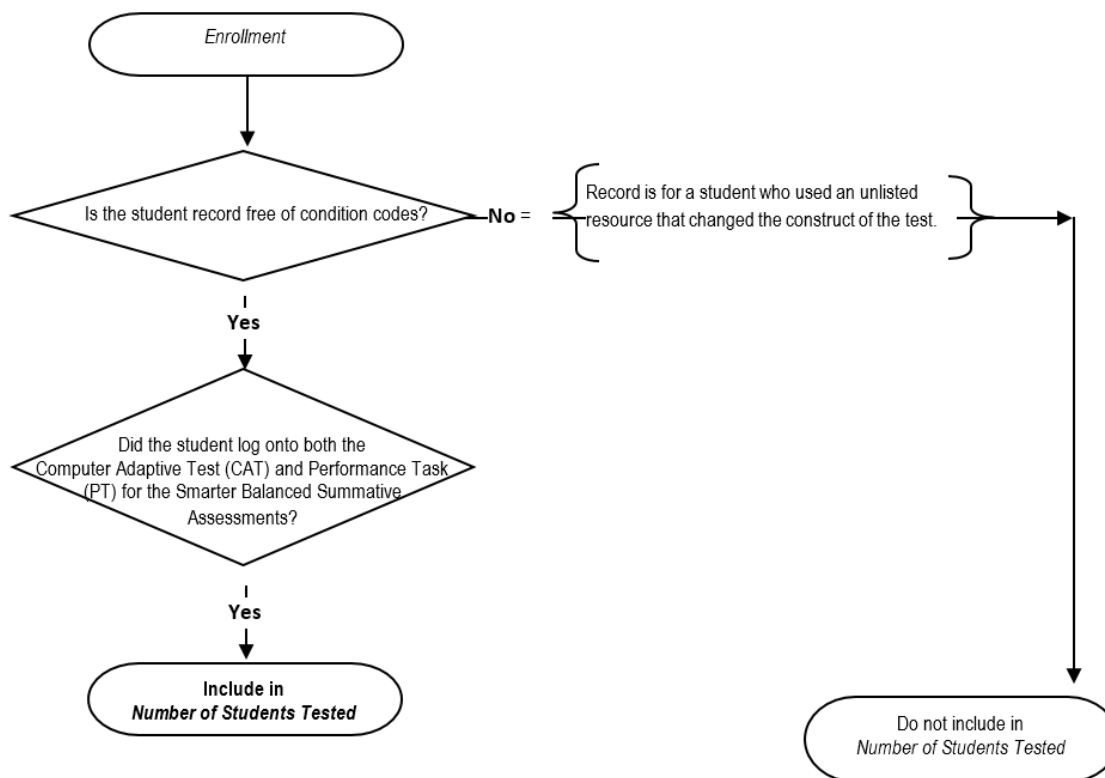 Enrollment
Is the student record free of condition codes?
No =
Record is for a student who used an unlisted
resource that changed the construct of the test.
Yes
Did the student log onto both the
Computer Adaptive Test (CAT) and Performance Task
(PT) for the Smarter Balanced Summative
Assessments?
Yes
Include in
Number of Students Tested
Do not include in
Number of Students Tested